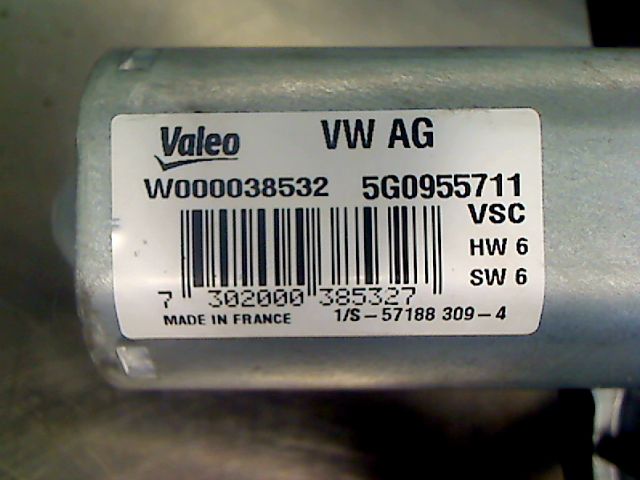 Valeo VW AG
W000038532 5G0955711
VSC
HW 6
SW 6
7 302000 385327
MADE IN FRANCE 1/S-57188 309-4